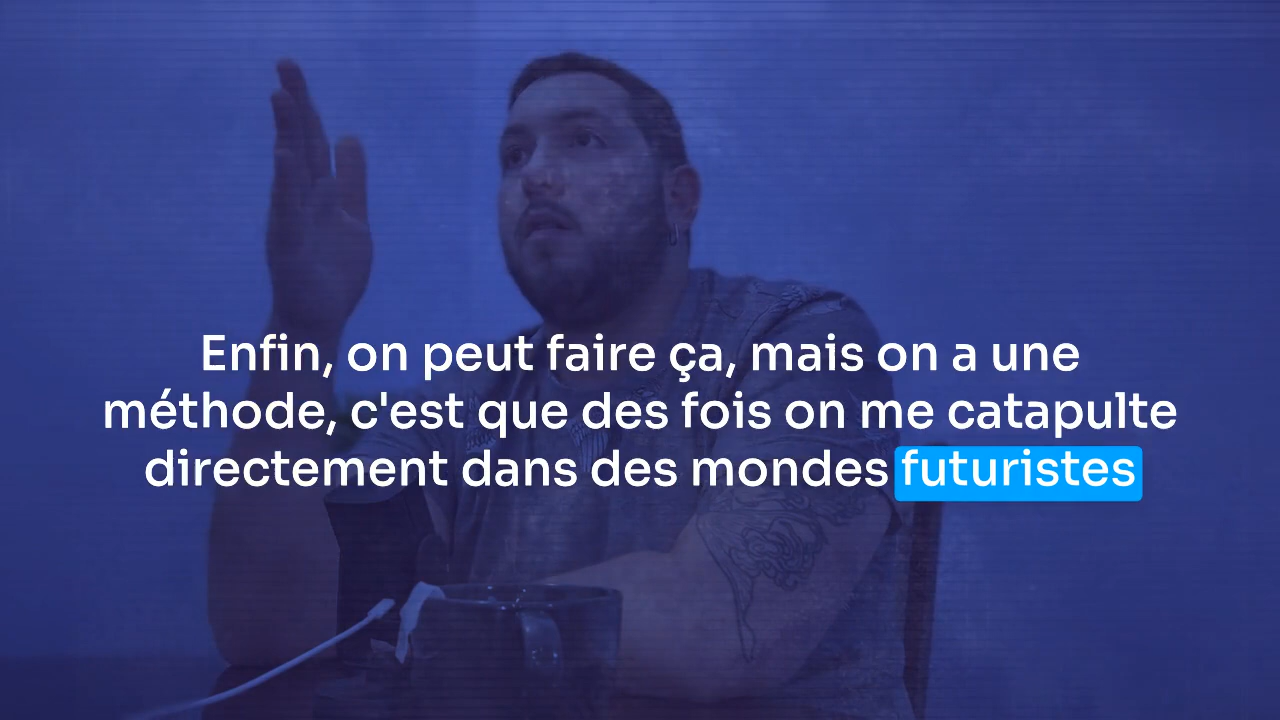 Enfin, on peut faire ça, mais on a une
méthode, c'est que des fois on me catapulte
directement dans des mondes futuristes